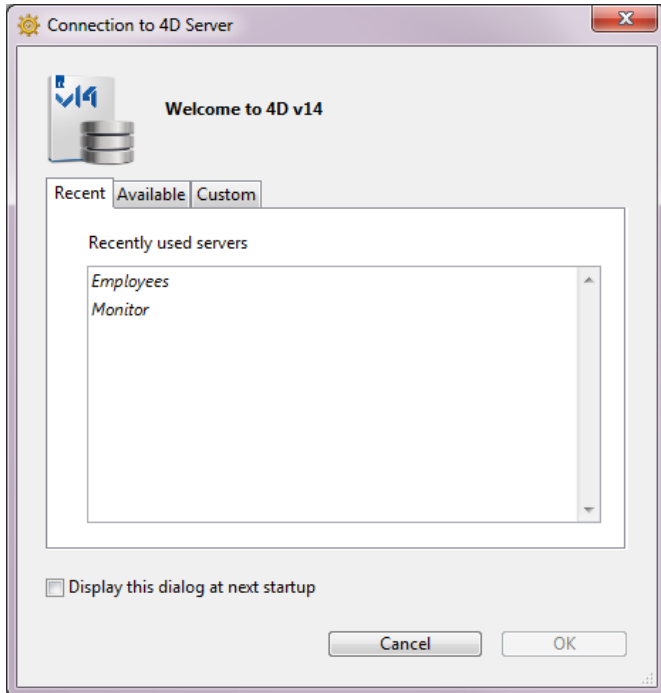 Connection to 4D Server
v14
Welcome to 4D v14
Recent Available Custom
Recently used servers
Employees
Monitor
Display this dialog at next startup
Cancel OK